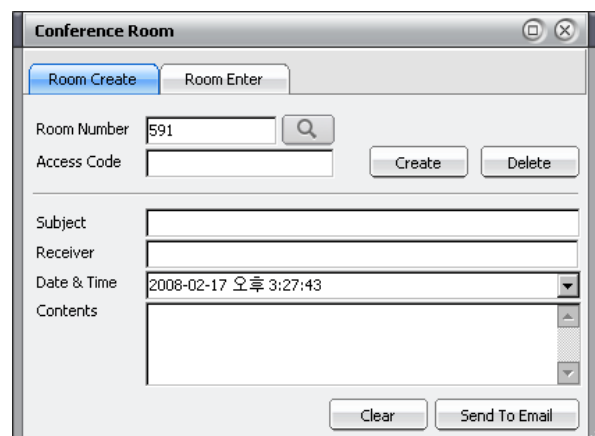 Conference Room
Room Create Room Enter
Room Number 591
Access Code Create Delete
Subject
Receiver
Date & Time 2008-02-17 오후 3:27:43
Contents
Clear Send To Email